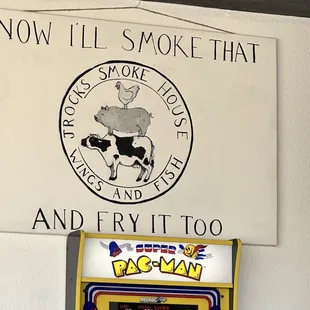 NOW I'LL SMOKE THAT
JROCKS SMOKE HOUSE
WINGS AND FISH
AND FRY IT TOO
SUPER
PAC-MAN